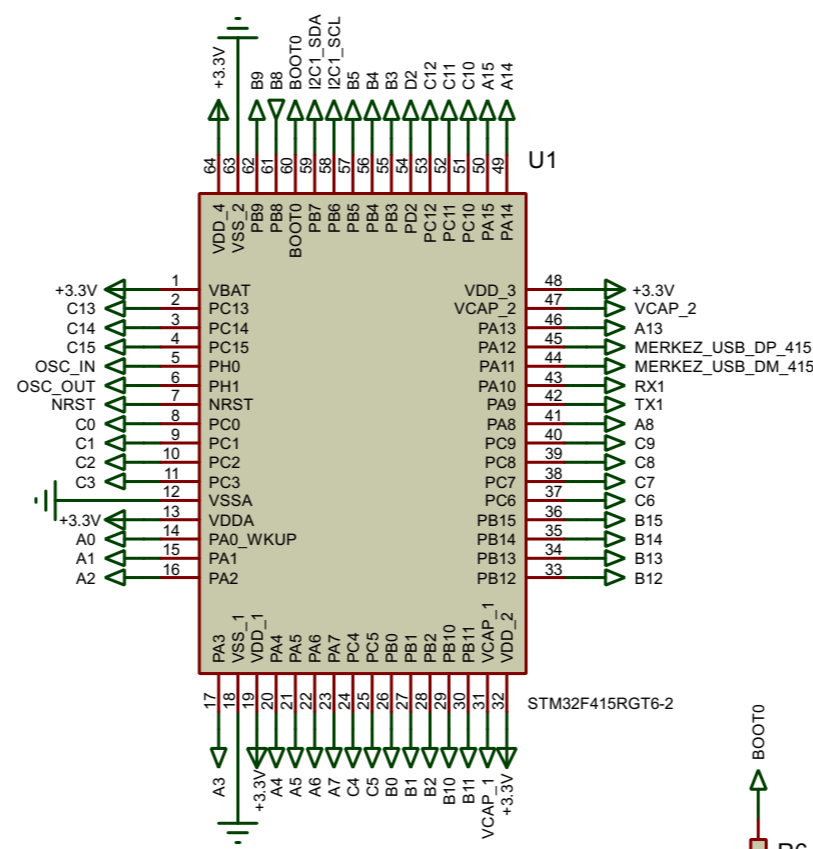 +3.3V
B9
B8
BOOT0
I2C1_SDA
I2C1_SCL
B5
B4
B3
D2
C12
C11
C10
A15
A14
64
63
62
61
60
59
58
57
56
55
54
53
52
51
50
49
U1
VDD_4
VSS_2
PB9
PB8
BOOT0
PB7
PB6
PB5
PB4
PB3
PD2
PC12
PC11
PC10
PA15
PA14
+3.3V 1 VBAT
C13 2 PC13
C14 3 PC14
C15 4 PC15
OSC_IN 5 PH0
OSC_OUT 6 PH1
NRST 7 NRST
C0 8 PC0
C1 9 PC1
C2 10 PC2
C3 11 PC3
12 VSSA
+3.3V 13 VDDA
A0 14 PA0_WKUP
A1 15 PA1
A2 16 PA2
VDD_3 48 +3.3V
VCAP_2 47 VCAP_2
PA13 46 A13
PA12 45 MERKEZ_USB_DP_415
PA11 44 MERKEZ_USB_DM_415
PA10 43 RX1
PA9 42 TX1
PA8 41 A8
PC9 40 C9
PC8 39 C8
PC7 38 C7
PC6 37 C6
PB15 36 B15
PB14 35 B14
PB13 34 B13
PB12 33 B12
PA3
VSS_1
VDD_1
PA4
PA5
PA6
PA7
PC4
PC5
PB0
PB1
PB2
PB10
PB11
VCAP_1
VDD_2
17
18
19
20
21
22
23
24
25
26
27
28
29
30
31
32
STM32F415RGT6-2
A3
+3.3V
A4
A5
A6
A7
C4
C5
B0
B1
B2
B10
B11
VCAP_1
+3.3V
BOOT0